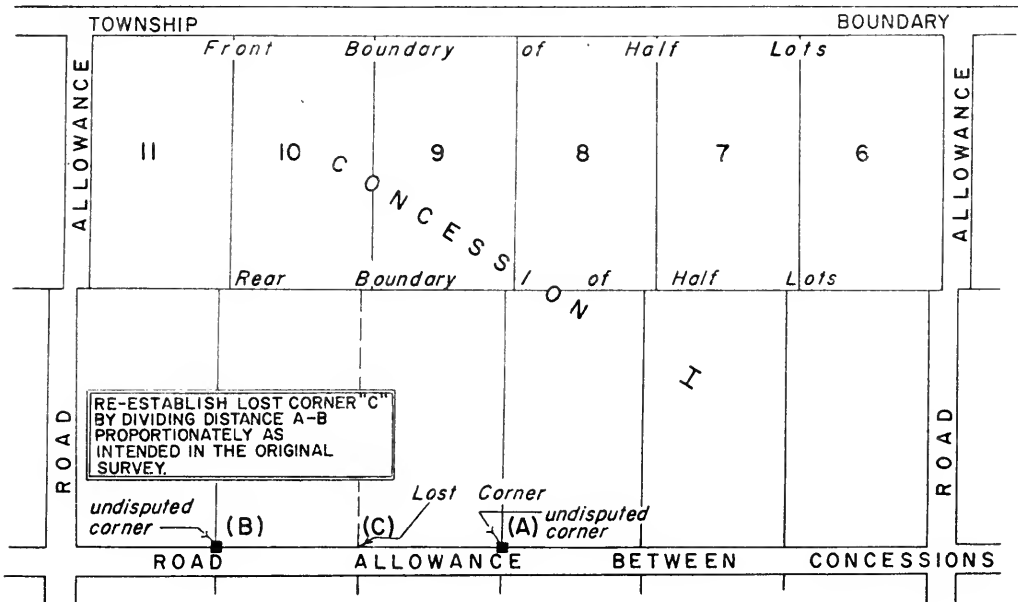 TOWNSHIP BOUNDARY
Front Boundary of Half Lots
ALLOWANCE
ALLOWANCE
11 10 9 8 7 6
CONCESSION I
Rear Boundary of Half Lots
RE-ESTABLISH LOST CORNER "C"
BY DIVIDING DISTANCE A-B
PROPORTIONATELY AS
INTENDED IN THE ORIGINAL
SURVEY.
ROAD
ROAD
Lost Corner
undisputed
corner
(B) (C) (A)
undisputed
corner
ROAD ALLOWANCE BETWEEN CONCESSIONS